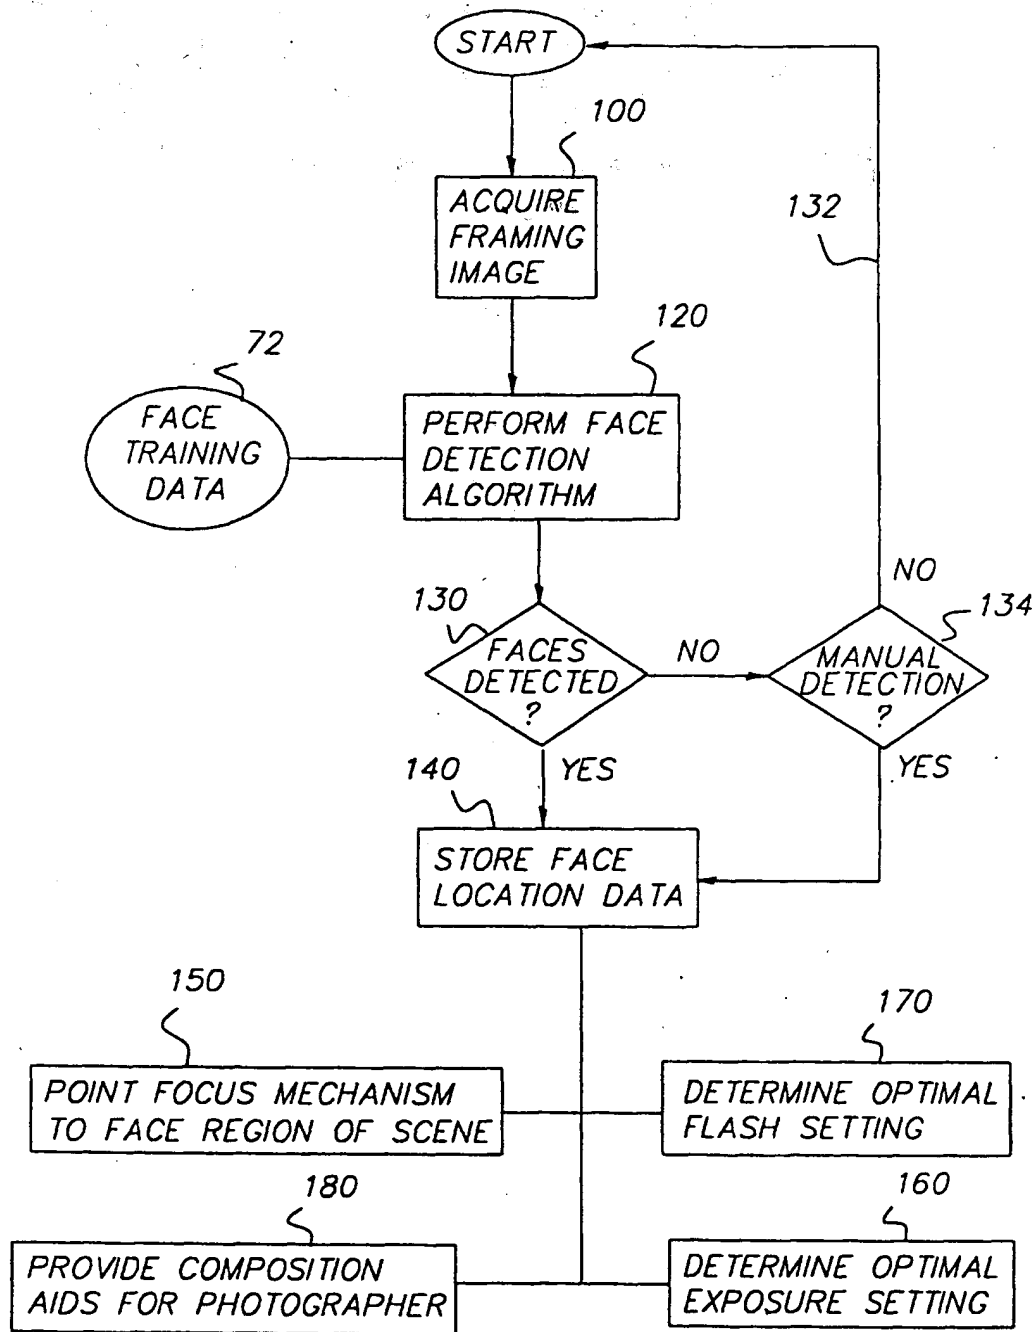 START
100
ACQUIRE
FRAMING
IMAGE
132
120
72
FACE
TRAINING
DATA
PERFORM FACE
DETECTION
ALGORITHM
NO
130
134
FACES
DETECTED
?
NO
MANUAL
DETECTION
?
140
YES
YES
STORE FACE
LOCATION DATA
150
170
POINT FOCUS MECHANISM
TO FACE REGION OF SCENE
DETERMINE OPTIMAL
FLASH SETTING
180
160
PROVIDE COMPOSITION
AIDS FOR PHOTOGRAPHER
DETERMINE OPTIMAL
EXPOSURE SETTING